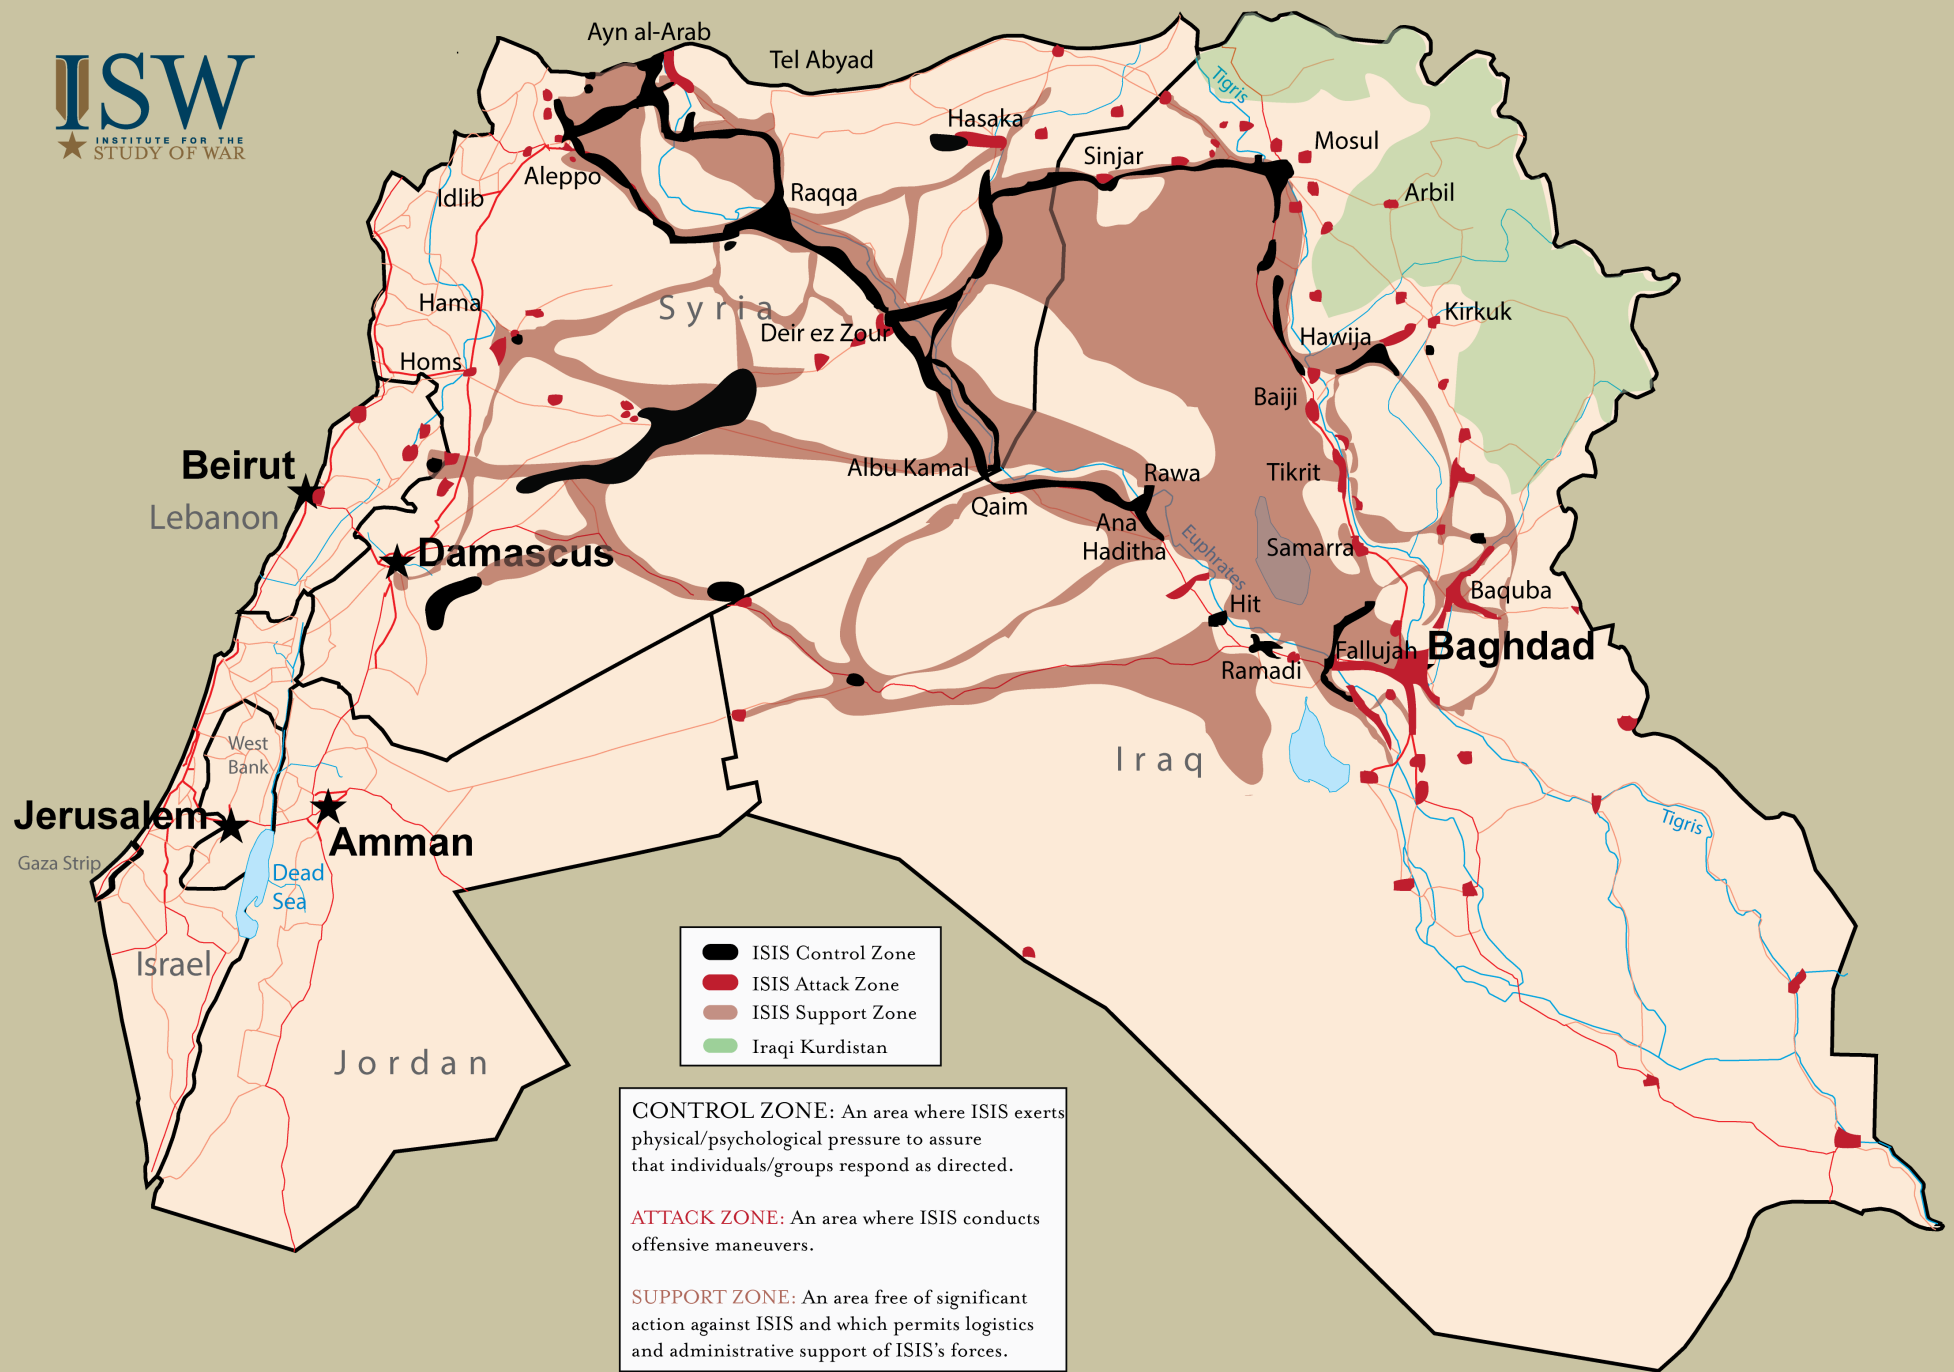 ISW
INSTITUTE FOR THE
STUDY OF WAR
Ayn al-Arab
Tel Abyad
Tigris
Hasaka
Mosul
Sinjar
Aleppo
Idlib
Raqqa
Arbil
Hama
Syria
Deir ez Zour
Kirkuk
Hawija
Homs
Baiji
Beirut
Albu Kamal
Rawa
Tikrit
Lebanon
Qaim
Ana
Haditha
Euphrates
Samarra
Damascus
Hit
Baquba
Fallujah
Baghdad
Ramadi
West
Bank
Iraq
Jerusalem
Amman
Tigris
Gaza Strip
Dead
Sea
Israel
Jordan
ISIS Control Zone
ISIS Attack Zone
ISIS Support Zone
Iraqi Kurdistan
CONTROL ZONE: An area where ISIS exerts
physical/psychological pressure to assure
that individuals/groups respond as directed.
ATTACK ZONE: An area where ISIS conducts
offensive maneuvers.
SUPPORT ZONE: An area free of significant
action against ISIS and which permits logistics
and administrative support of ISIS's forces.